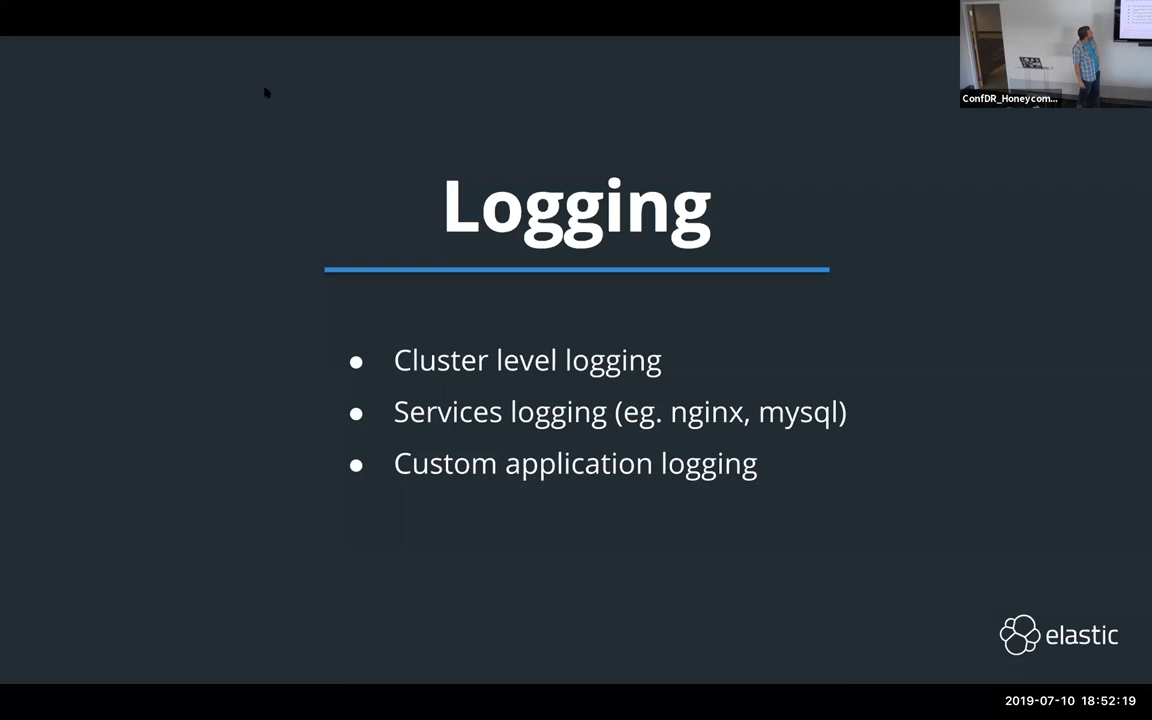 ConfDR_Honeycom...
Logging
● Cluster level logging
● Services logging (eg. nginx, mysql)
● Custom application logging
elastic
2019-07-10 18:52:19